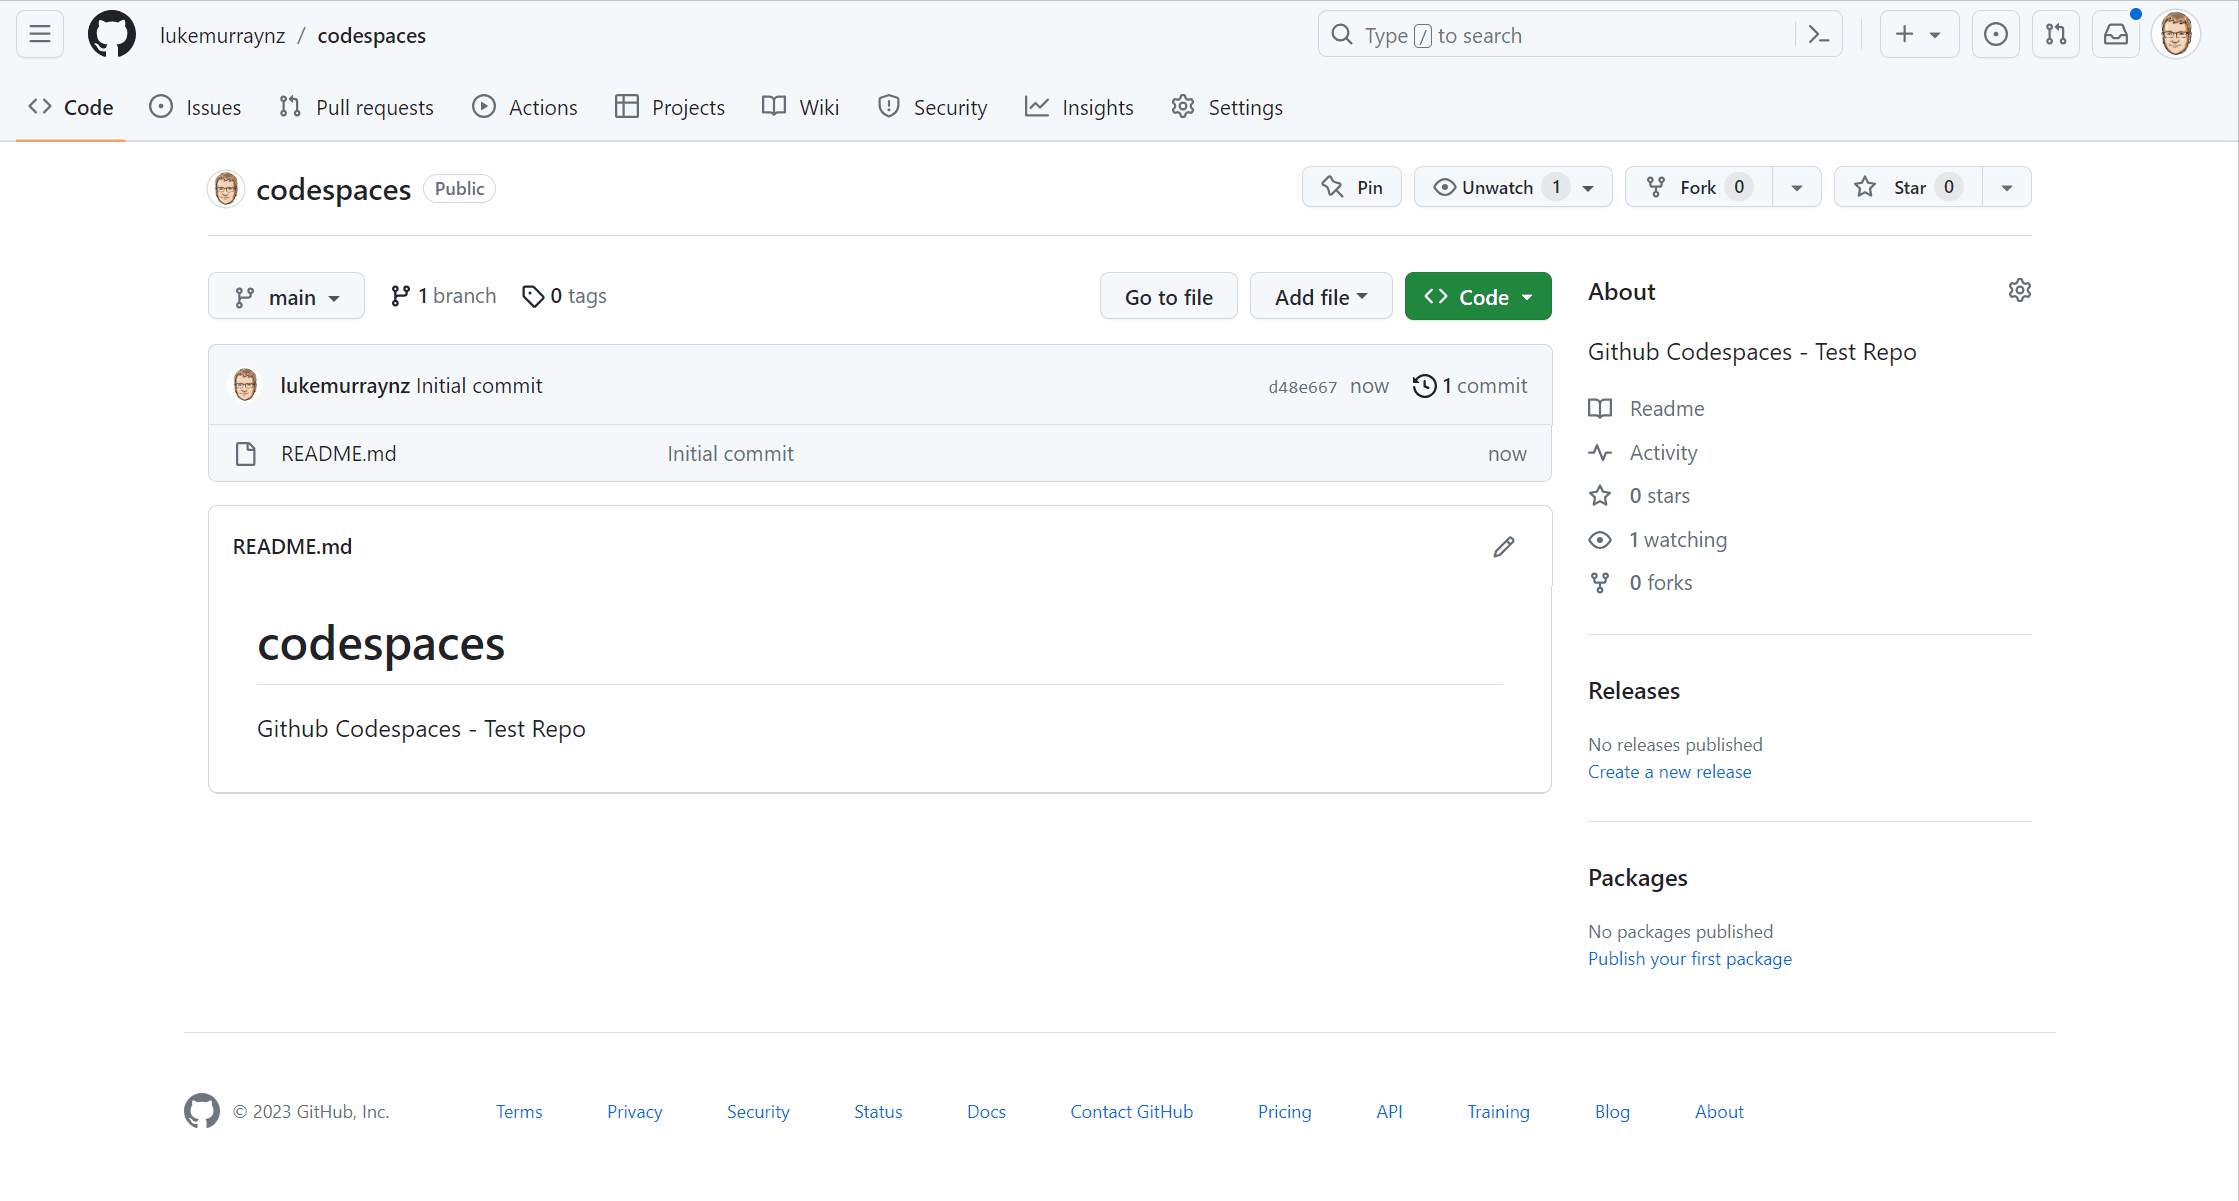 lukemurraynz / codespaces
Type / to search
Code Issues Pull requests Actions Projects Wiki Security Insights Settings
codespaces Public
Pin Unwatch 1 Fork 0 Star 0
main 1 branch 0 tags
Go to file Add file Code
lukemurraynz Initial commit d48e667 now 1 commit
README.md Initial commit now
README.md
codespaces
Github Codespaces - Test Repo
About
Github Codespaces - Test Repo
Readme
Activity
0 stars
1 watching
0 forks
Releases
No releases published
Create a new release
Packages
No packages published
Publish your first package
© 2023 GitHub, Inc. Terms Privacy Security Status Docs Contact GitHub Pricing API Training Blog About